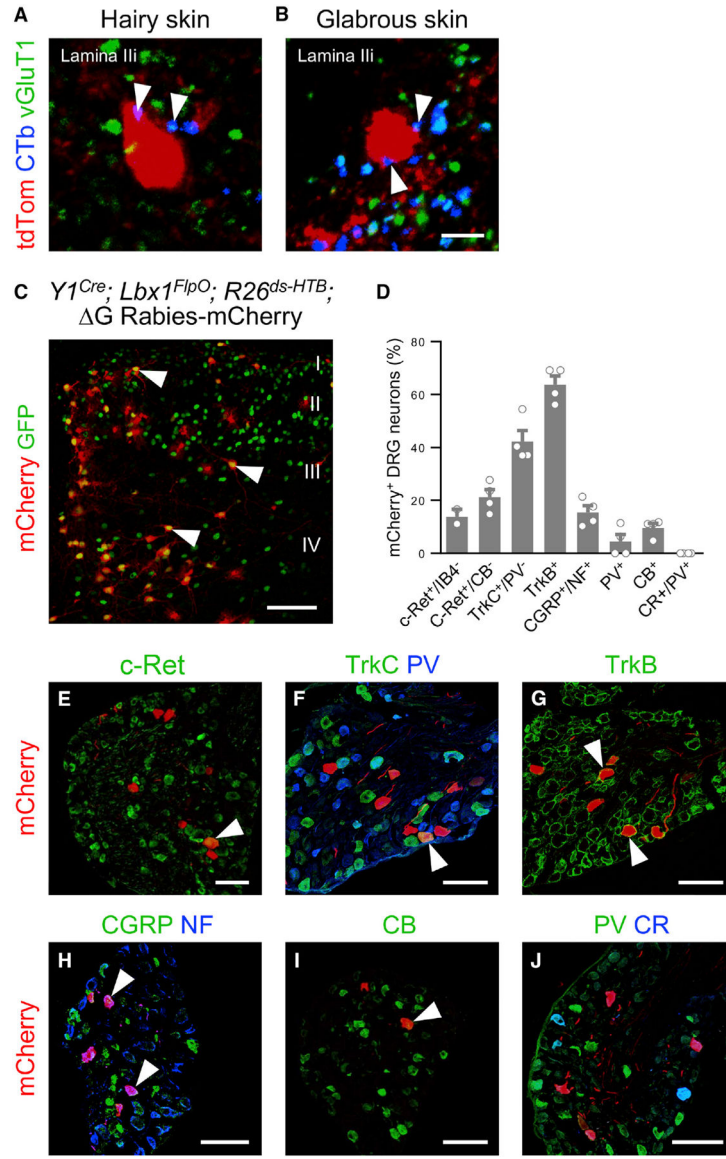 A
Hairy skin
B
Glabrous skin
tdTom CTb vGluT1
Lamina IIi
Lamina IIi
C
Y1Cre; Lbx1FlpO; R26ds-HTB;
ΔG Rabies-mCherry
mCherry GFP
I
II
III
IV
D
mCherry+ DRG neurons (%)
80
60
40
20
0
c-Ret+/IB4-
C-Ret+/CB-
TrkC+/PV-
TrkB+
CGRP+/NF+
PV+
CB+
CR+/PV+
c-Ret
TrkC PV
TrkB
mCherry
E
F
G
CGRP NF
CB
PV CR
mCherry
H
I
J